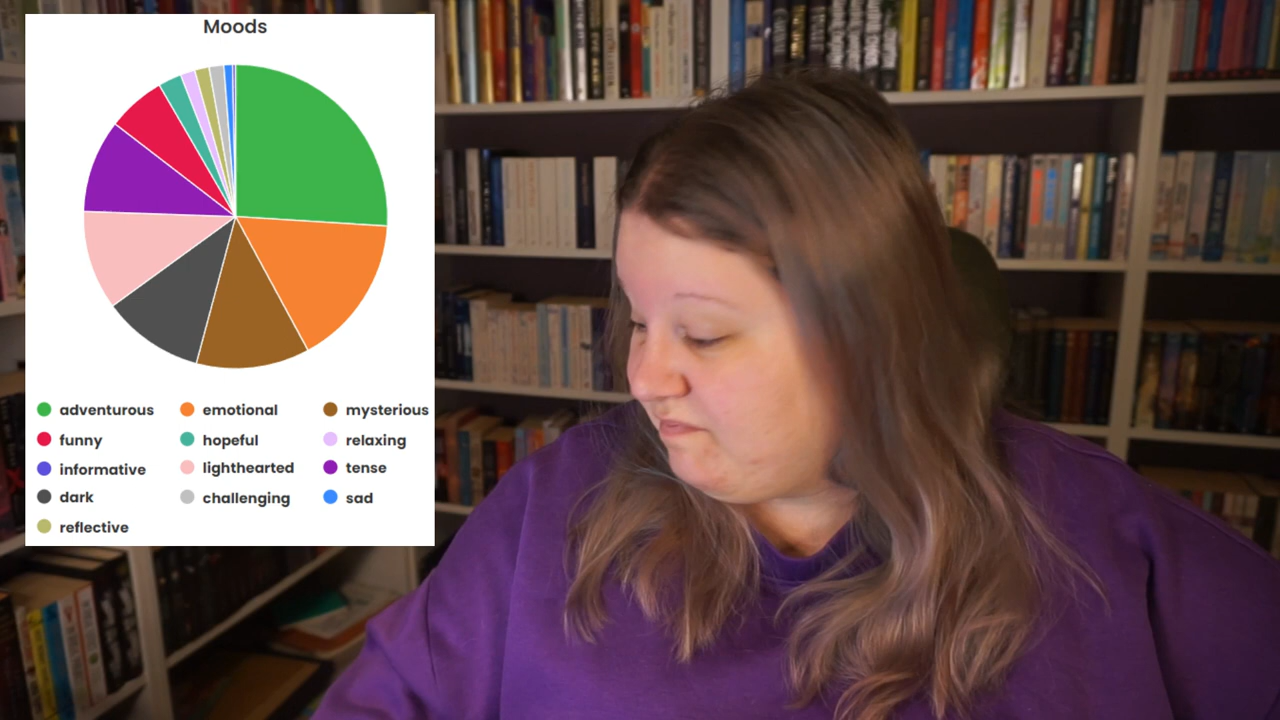 Moods
adventurous emotional mysterious
funny hopeful relaxing
informative lighthearted tense
dark challenging sad
reflective